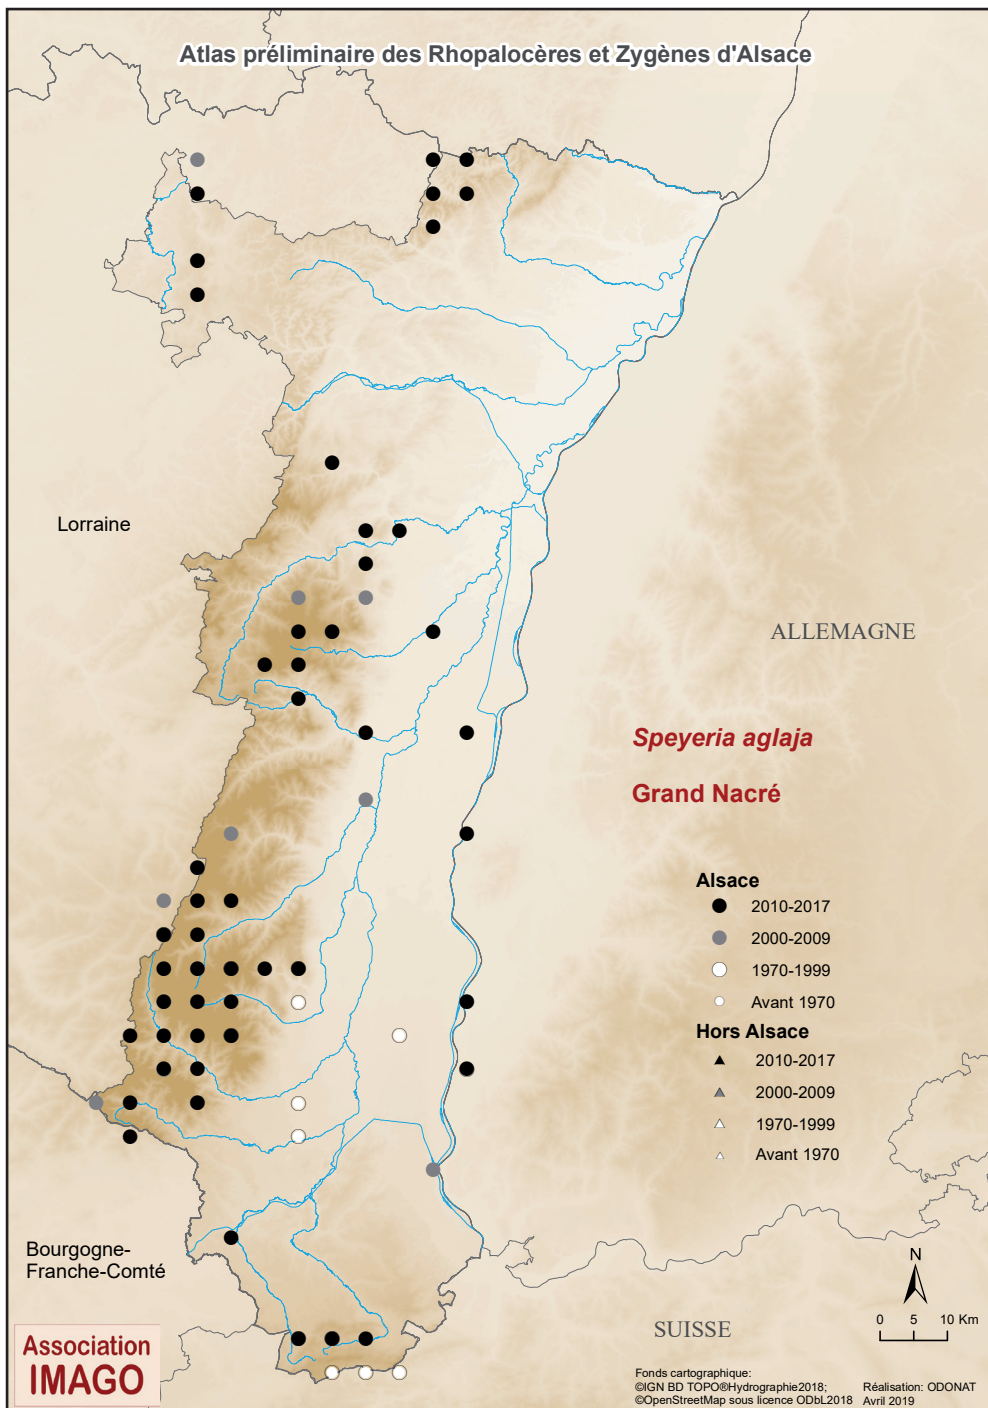 Atlas préliminaire des Rhopalocères et Zygènes d'Alsace
Lorraine
ALLEMAGNE
Speyeria aglaja
Grand Nacré
Alsace
2010-2017
2000-2009
1970-1999
Avant 1970
Hors Alsace
2010-2017
2000-2009
1970-1999
Avant 1970
Bourgogne-
Franche-Comté
N
0 5 10 Km
SUISSE
Association
IMAGO
Fonds cartographique:
©IGN BD TOPO®Hydrographie2018;
©OpenStreetMap sous licence ODbL2018
Réalisation: ODONAT
Avril 2019